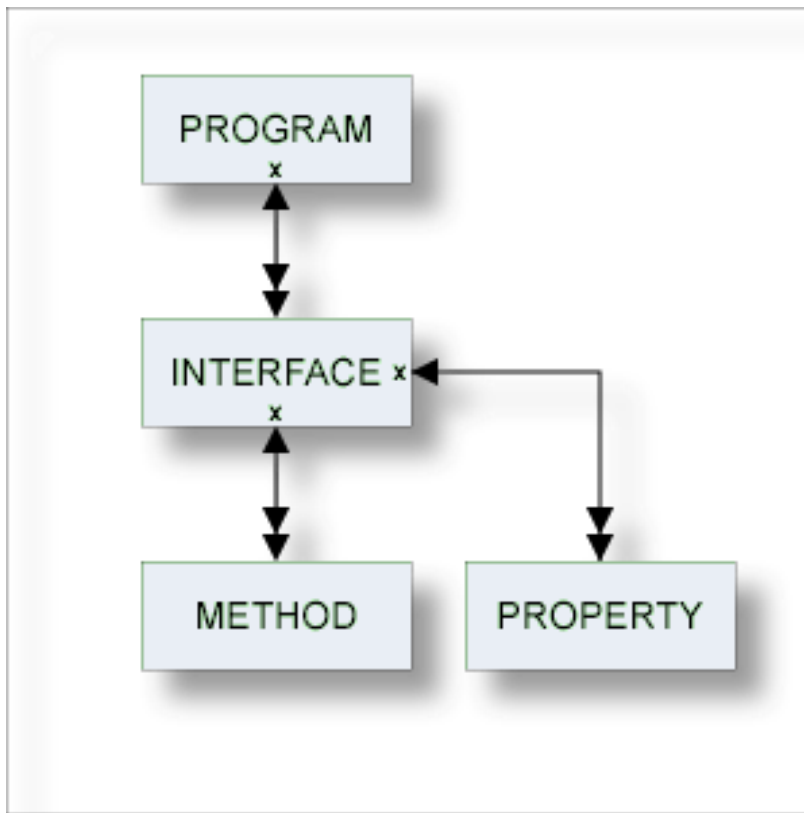 PROGRAM
x
INTERFACE x
x
METHOD
PROPERTY